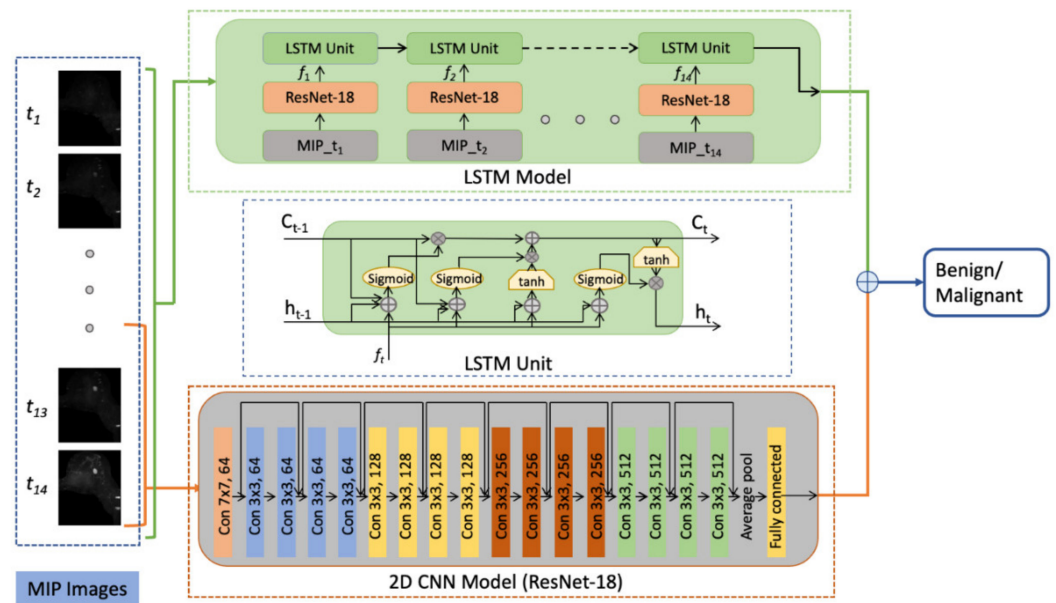 t1
t2
t13
t14
MIP Images
LSTM Unit
LSTM Unit
LSTM Unit
f1
f2
f14
ResNet-18
ResNet-18
ResNet-18
MIP_t1
MIP_t2
MIP_t14
LSTM Model
Ct-1
Ct
tanh
Sigmoid
Sigmoid
tanh
Sigmoid
ht-1
ht
ft
LSTM Unit
Benign/
Malignant
Con 7x7, 64
Con 3x3, 64
Con 3x3, 64
Con 3x3, 64
Con 3x3, 64
Con 3x3, 128
Con 3x3, 128
Con 3x3, 128
Con 3x3, 128
Con 3x3, 256
Con 3x3, 256
Con 3x3, 256
Con 3x3, 256
Con 3x3, 512
Con 3x3, 512
Con 3x3, 512
Con 3x3, 512
Average pool
Fully connected
2D CNN Model (ResNet-18)